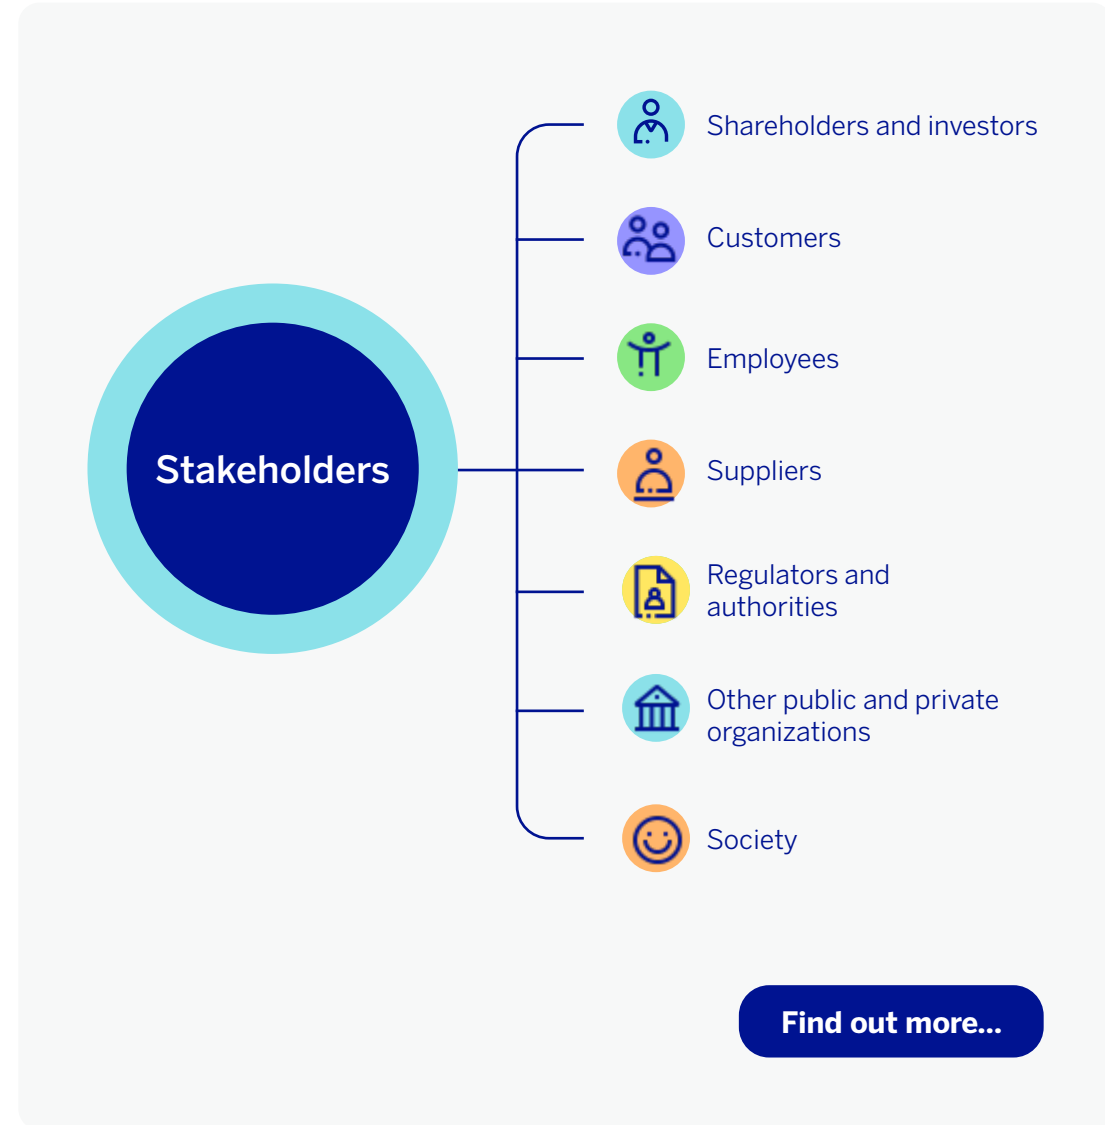 Shareholders and investors
Customers
Employees
Stakeholders
Suppliers
Regulators and
authorities
Other public and private
organizations
Society
Find out more...